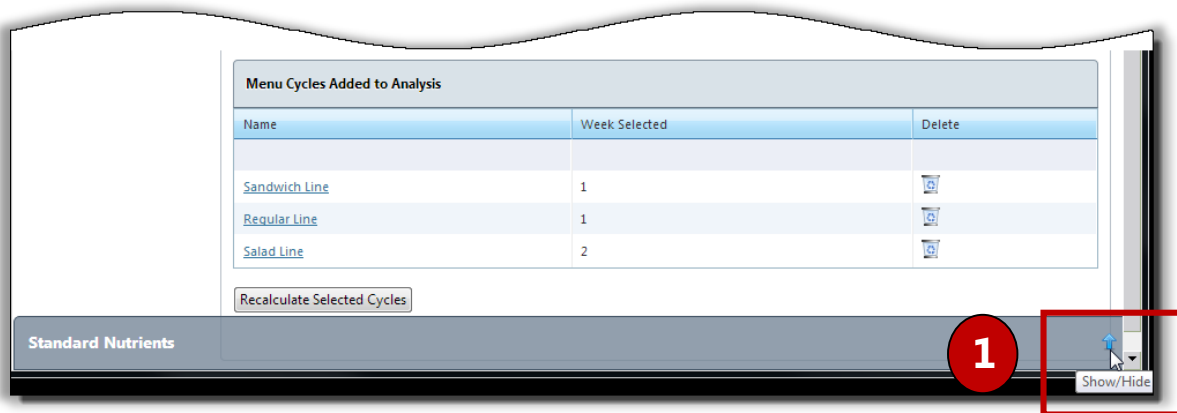 Menu Cycles Added to Analysis
Name Week Selected Delete
Sandwich Line 1
Regular Line 1
Salad Line 2
Recalculate Selected Cycles
Standard Nutrients
1
Show/Hide